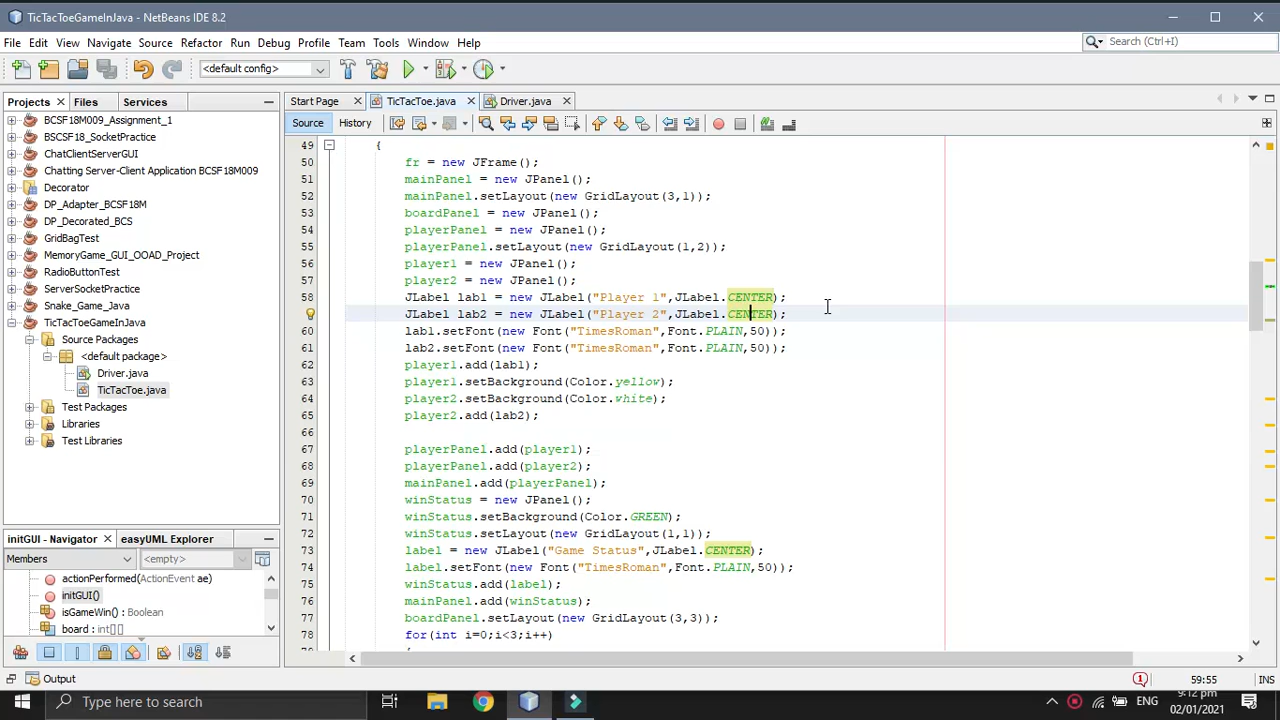 TicTacToeGameInJava - NetBeans IDE 8.2
File Edit View Navigate Source Refactor Run Debug Profile Team Tools Window Help
Search (Ctrl+I)
<default config>
Projects Files Services
Start Page TicTacToe.java Driver.java
Source History
BCSF18M009_Assignment_1
BSCSF18_SocketPractice
ChatClientServerGUI
Chatting Server-Client Application BCSF18M009
Decorator
DP_Adapter_BCSF18M
DP_Decorated_BCS
GridBagTest
MemoryGame_GUI_OOAD_Project
RadioButtonTest
ServerSocketPractice
Snake_Game_Java
TicTacToeGameInJava
Source Packages
<default package>
Driver.java
TicTacToe.java
Test Packages
Libraries
Test Libraries
49 {
50 fr = new JFrame();
51 mainPanel = new JPanel();
52 mainPanel.setLayout(new GridLayout(3,1));
53 boardPanel = new JPanel();
54 playerPanel = new JPanel();
55 playerPanel.setLayout(new GridLayout(1,2));
56 player1 = new JPanel();
57 player2 = new JPanel();
58 JLabel lab1 = new JLabel("Player 1",JLabel.CENTER);
JLabel lab2 = new JLabel("Player 2",JLabel.CENTER);
60 lab1.setFont(new Font("TimesRoman",Font.PLAIN,50));
61 lab2.setFont(new Font("TimesRoman",Font.PLAIN,50));
62 player1.add(lab1);
63 player1.setBackground(Color.yellow);
64 player2.setBackground(Color.white);
65 player2.add(lab2);
66
67 playerPanel.add(player1);
68 playerPanel.add(player2);
69 mainPanel.add(playerPanel);
70 winStatus = new JPanel();
71 winStatus.setBackground(Color.GREEN);
72 winStatus.setLayout(new GridLayout(1,1));
73 label = new JLabel("Game Status",JLabel.CENTER);
74 label.setFont(new Font("TimesRoman",Font.PLAIN,50));
75 winStatus.add(label);
76 mainPanel.add(winStatus);
77 boardPanel.setLayout(new GridLayout(3,3));
78 for(int i=0;i<3;i++)
initGUI - Navigator easyUML Explorer
Members <empty>
actionPerformed(ActionEvent ae)
initGUI()
isGameWin() : Boolean
board : int[][]
Output
1 59:55 INS
Type here to search
ENG
9:12 pm
02/01/2021